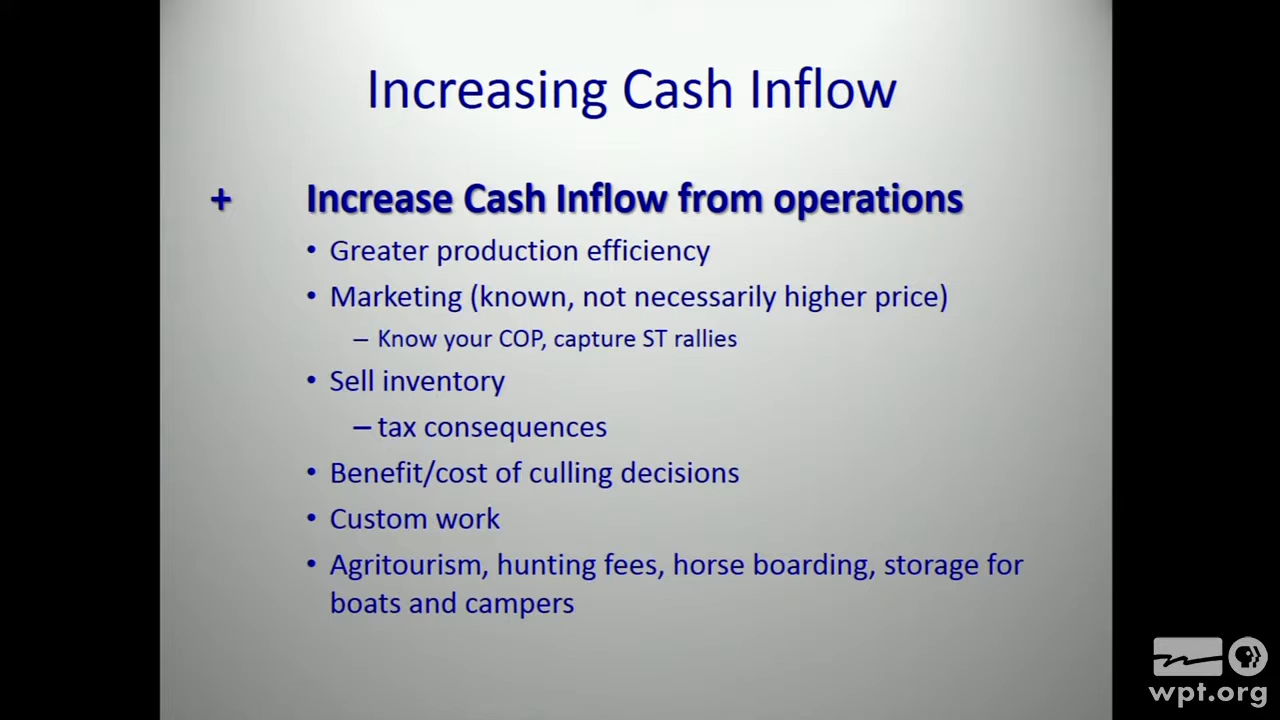 Increasing Cash Inflow
+ Increase Cash Inflow from operations
• Greater production efficiency
• Marketing (known, not necessarily higher price)
– Know your COP, capture ST rallies
• Sell inventory
– tax consequences
• Benefit/cost of culling decisions
• Custom work
• Agritourism, hunting fees, horse boarding, storage for
boats and campers
wpt.org